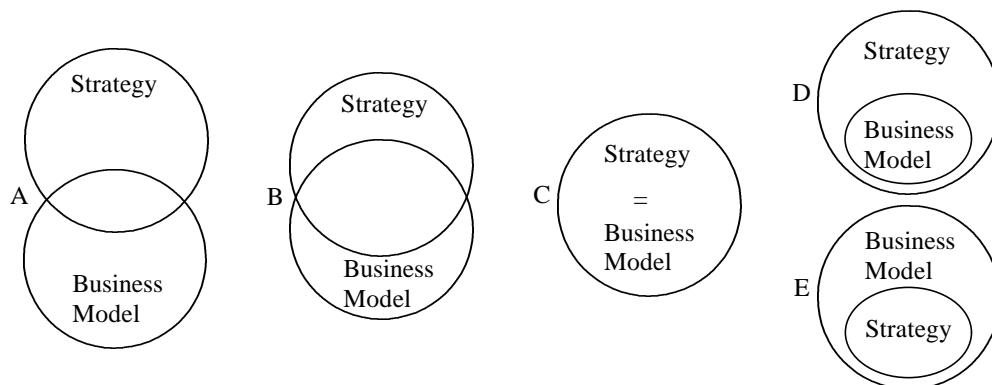 Strategy
A
Business
Model
Strategy
B
Business
Model
C
Strategy
=
Business
Model
D
Strategy
Business
Model
E
Business
Model
Strategy